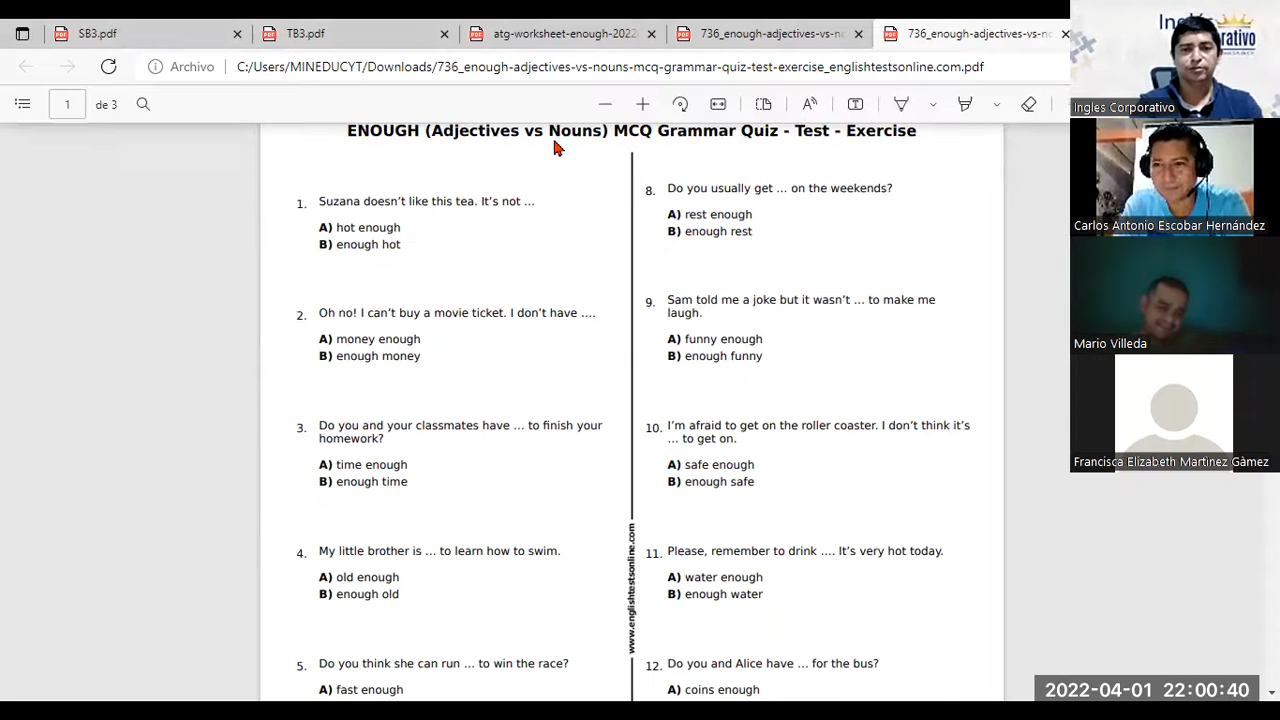 SB3.pdf
TB3.pdf
atg-worksheet-enough-2022
736_enough-adjectives-vs-no
736_enough-adjectives-vs-no
Archivo
C:/Users/MINEDUCYT/Downloads/736_enough-adjectives-vs-nouns-mcq-grammar-quiz-test-exercise_englishtestsonline.com.pdf
1 de 3
ENOUGH (Adjectives vs Nouns) MCQ Grammar Quiz - Test - Exercise
1. Suzana doesn’t like this tea. It’s not ...
A) hot enough
B) enough hot
2. Oh no! I can’t buy a movie ticket. I don’t have ....
A) money enough
B) enough money
3. Do you and your classmates have ... to finish your
homework?
A) time enough
B) enough time
4. My little brother is ... to learn how to swim.
A) old enough
B) enough old
5. Do you think she can run ... to win the race?
A) fast enough
www.englishtestsonline.com
8. Do you usually get ... on the weekends?
A) rest enough
B) enough rest
9. Sam told me a joke but it wasn’t ... to make me
laugh.
A) funny enough
B) enough funny
10. I’m afraid to get on the roller coaster. I don’t think it’s
... to get on.
A) safe enough
B) enough safe
11. Please, remember to drink .... It’s very hot today.
A) water enough
B) enough water
12. Do you and Alice have ... for the bus?
A) coins enough
Ingles Corporativo
Carlos Antonio Escobar Hernández
Mario Villeda
Francisca Elizabeth Martìnez Gàmez
2022-04-01 22:00:40